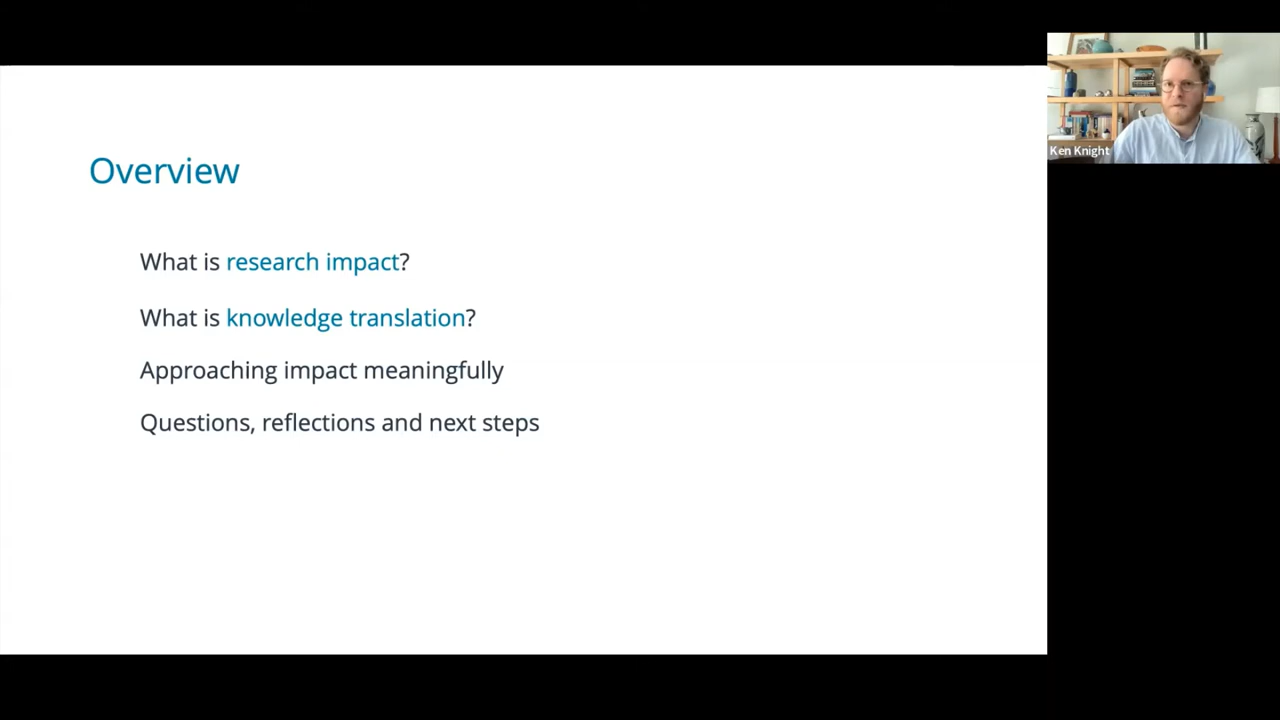 Overview
What is research impact?
What is knowledge translation?
Approaching impact meaningfully
Questions, reflections and next steps
Ken Knight